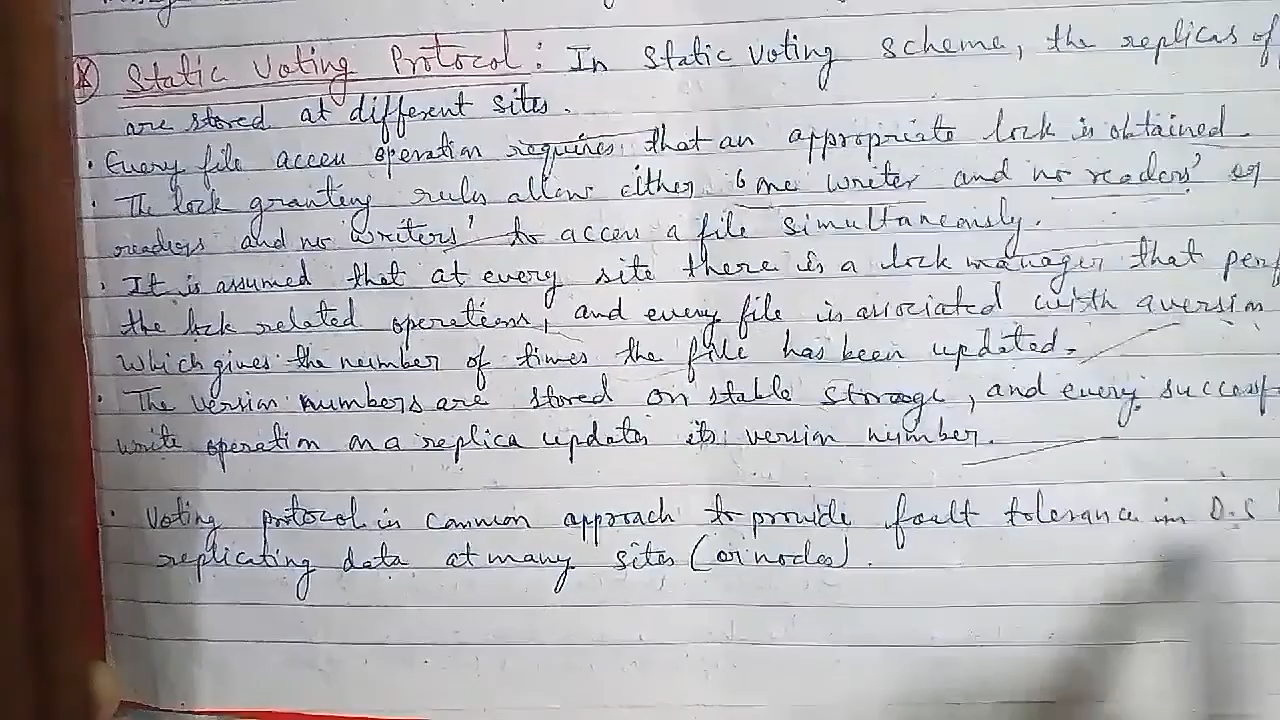 Static Voting Protocol : In static voting scheme, the replicas of
are stored at different sites.
• Every file access operation requires that an appropriate lock is obtained.
• The lock granting rules allow either 'one writer and no readers' or
readers and no writers' to access a file simultaneously.
• It is assumed that at every site there is a lock manager that perf
the lock related operations, and every file is associated with a version
which gives the number of times the file has been updated.
• The version numbers are stored on stable storage, and every successf
write operation on a replica updates its version number.
• Voting protocol is common approach to provide fault tolerance in D.S
replicating data at many sites (or nodes).